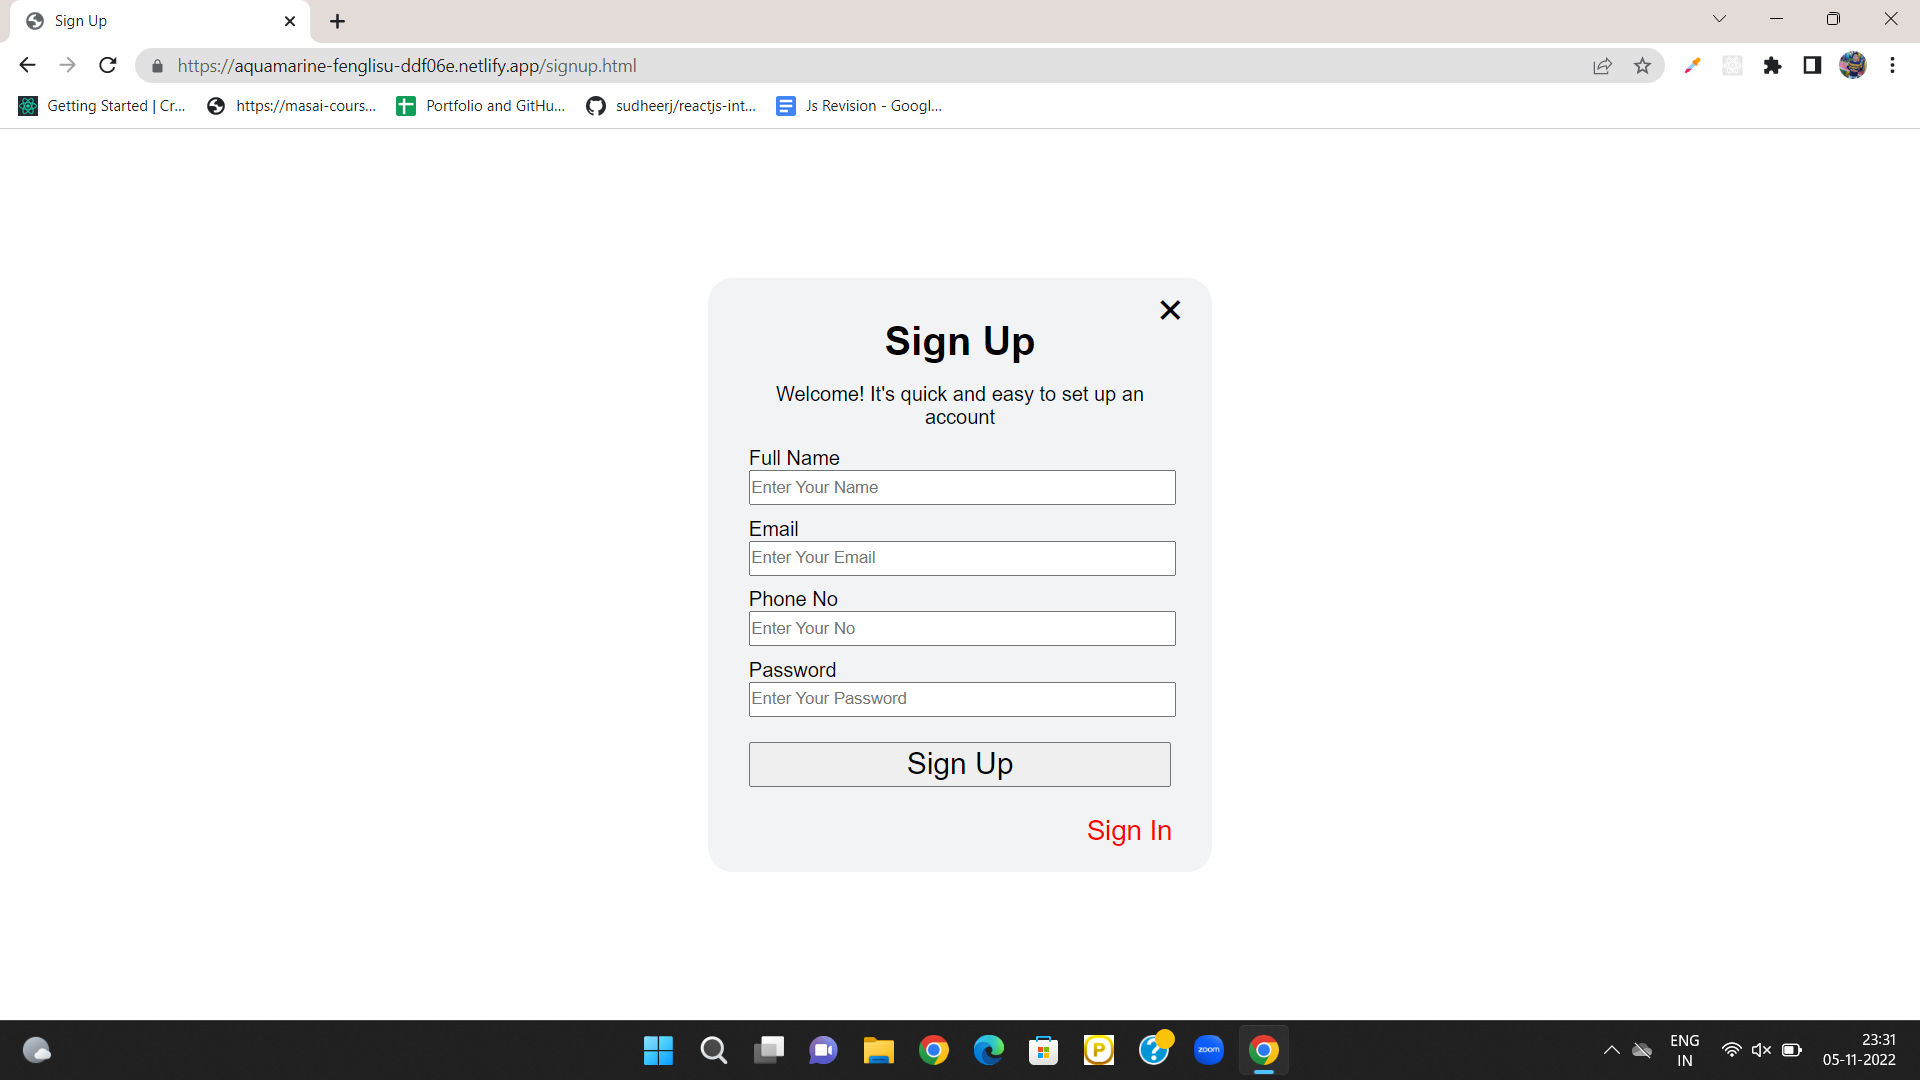 Sign Up
https://aquamarine-fenglisu-ddf06e.netlify.app/signup.html
Getting Started | Cr...
https://masai-cours...
Portfolio and GitHu...
sudheerj/reactjs-int...
Js Revision - Googl...
Sign Up
Welcome! It's quick and easy to set up an
account
Full Name
Enter Your Name
Email
Enter Your Email
Phone No
Enter Your No
Password
Enter Your Password
Sign Up
Sign In
P
?
zoom
ENG
IN
23:31
05-11-2022